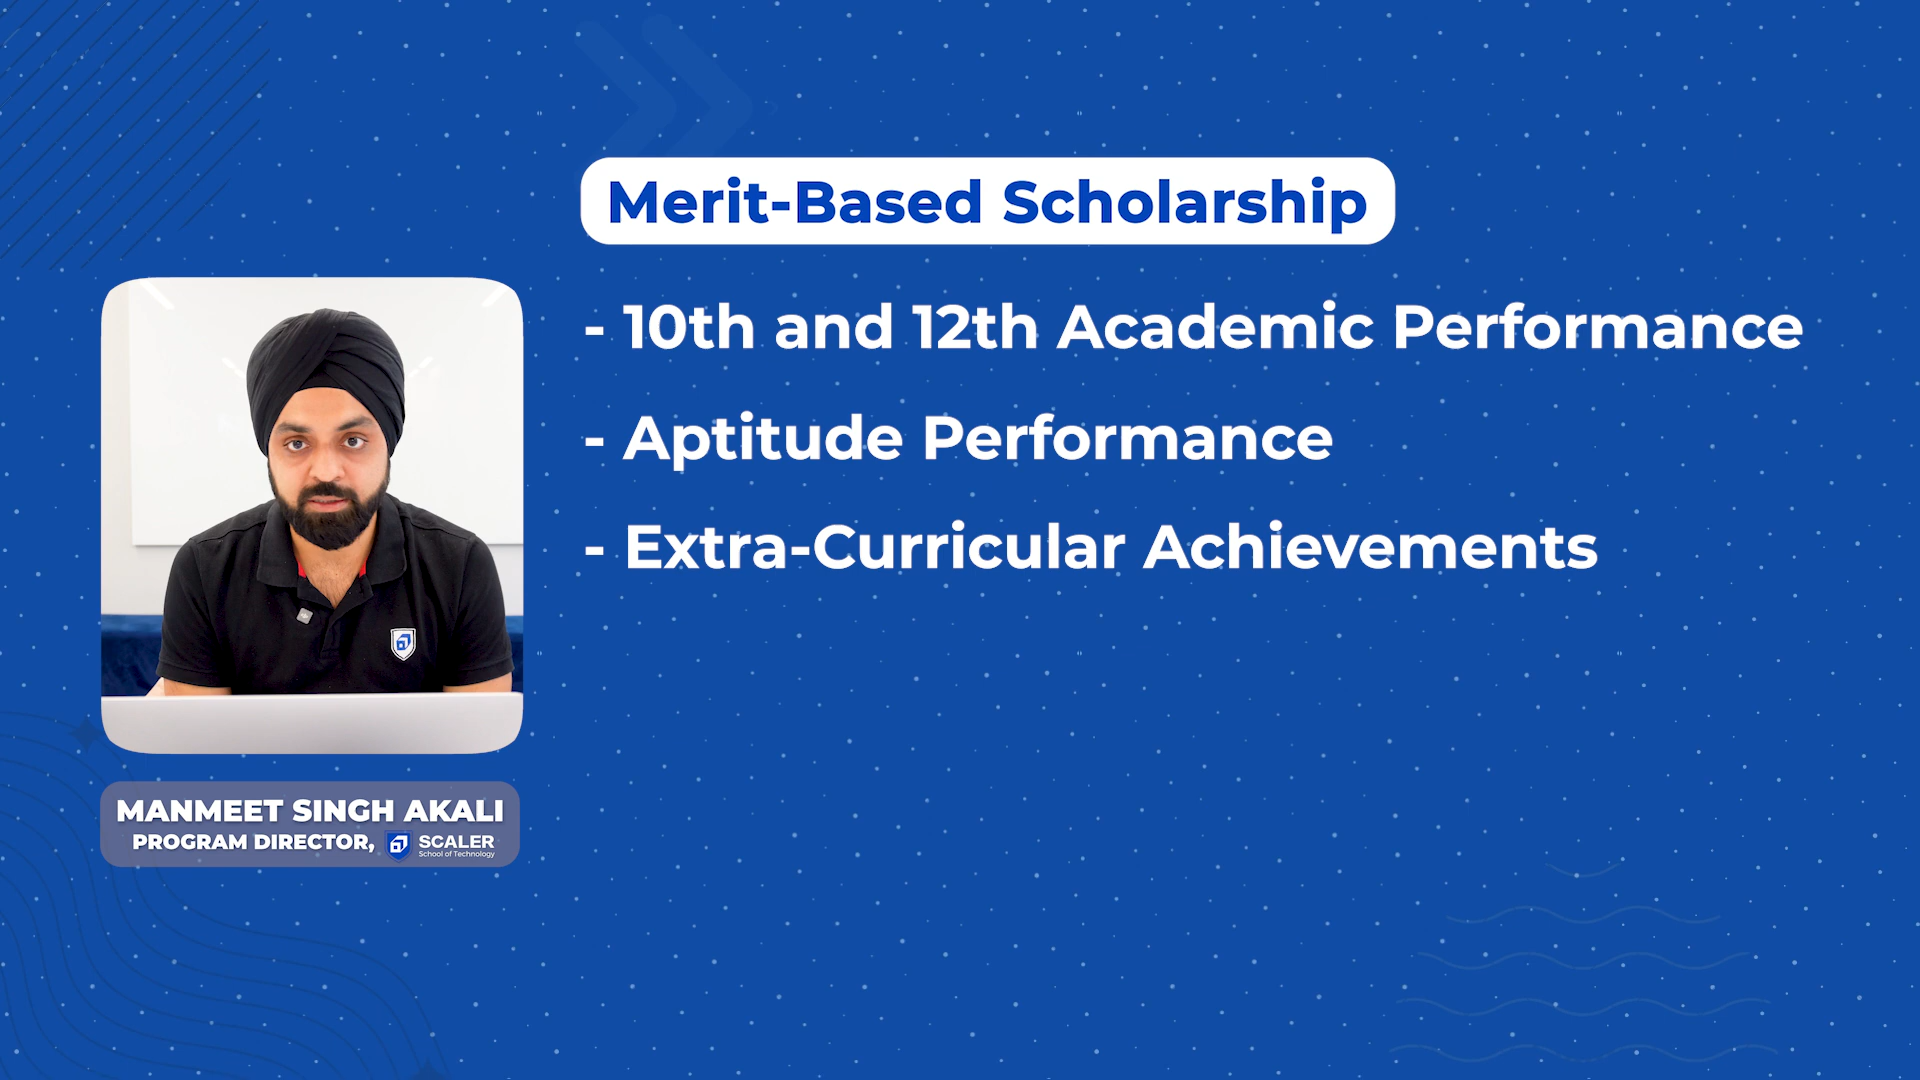 Merit-Based Scholarship
- 10th and 12th Academic Performance
- Aptitude Performance
- Extra-Curricular Achievements
MANMEET SINGH AKALI
PROGRAM DIRECTOR, SCALER
School of Technology